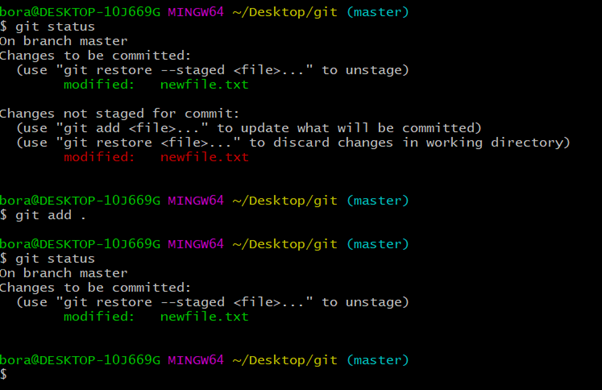 bora@DESKTOP-10J669G MINGW64 ~/Desktop/git (master)
$ git status
On branch master
Changes to be committed:
  (use "git restore --staged <file>..." to unstage)
        modified:   newfile.txt

Changes not staged for commit:
  (use "git add <file>..." to update what will be committed)
  (use "git restore <file>..." to discard changes in working directory)
        modified:   newfile.txt

bora@DESKTOP-10J669G MINGW64 ~/Desktop/git (master)
$ git add .

bora@DESKTOP-10J669G MINGW64 ~/Desktop/git (master)
$ git status
On branch master
Changes to be committed:
  (use "git restore --staged <file>..." to unstage)
        modified:   newfile.txt

bora@DESKTOP-10J669G MINGW64 ~/Desktop/git (master)
$